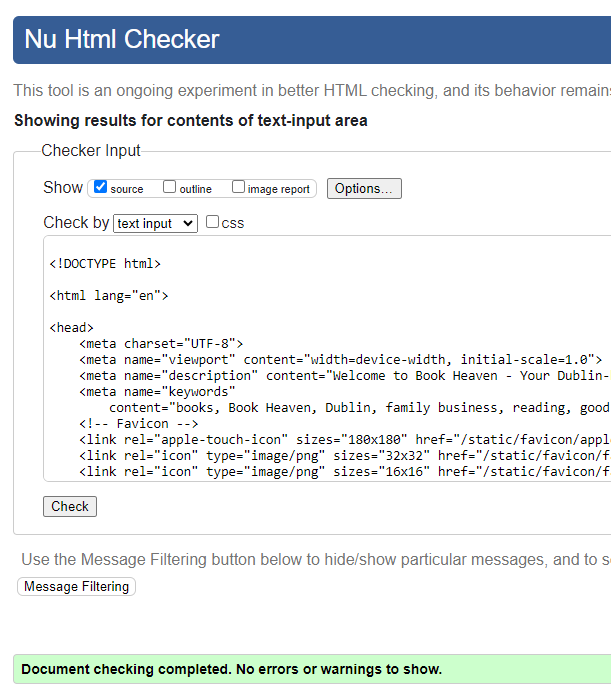 Nu Html Checker
This tool is an ongoing experiment in better HTML checking, and its behavior remains
Showing results for contents of text-input area
Checker Input
Show source outline image report Options...
Check by text input css
<!DOCTYPE html>
<html lang="en">
<head>
<meta charset="UTF-8">
<meta name="viewport" content="width=device-width, initial-scale=1.0">
<meta name="description" content="Welcome to Book Heaven - Your Dublin-
<meta name="keywords"
content="books, Book Heaven, Dublin, family business, reading, good
<!-- Favicon -->
<link rel="apple-touch-icon" sizes="180x180" href="/static/favicon/appl
<link rel="icon" type="image/png" sizes="32x32" href="/static/favicon/f
<link rel="icon" type="image/png" sizes="16x16" href="/static/favicon/f
Check
Use the Message Filtering button below to hide/show particular messages, and to s
Message Filtering
Document checking completed. No errors or warnings to show.